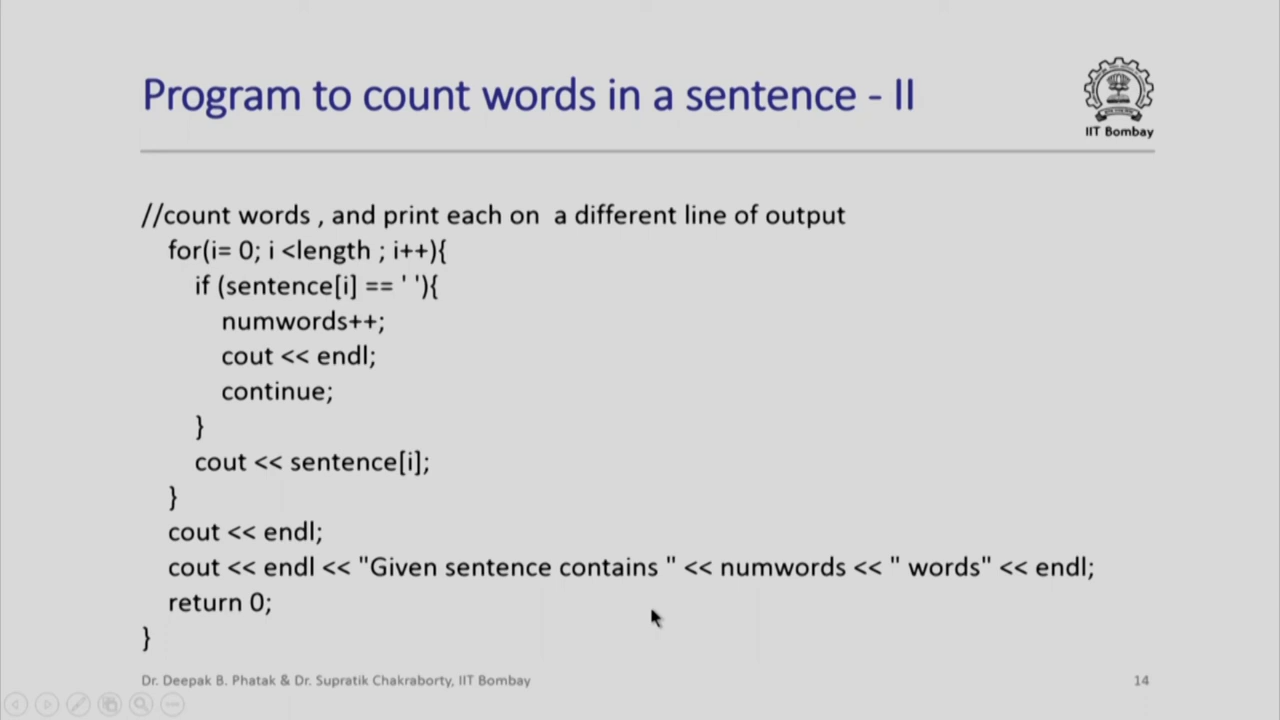 Program to count words in a sentence - II
IIT Bombay
//count words , and print each on  a different line of output
for(i= 0; i <length ; i++){
if (sentence[i] == ' '){
numwords++;
cout << endl;
continue;
}
cout << sentence[i];
}
cout << endl;
cout << endl << "Given sentence contains " << numwords << " words" << endl;
return 0;
}
Dr. Deepak B. Phatak & Dr. Supratik Chakraborty, IIT Bombay
14